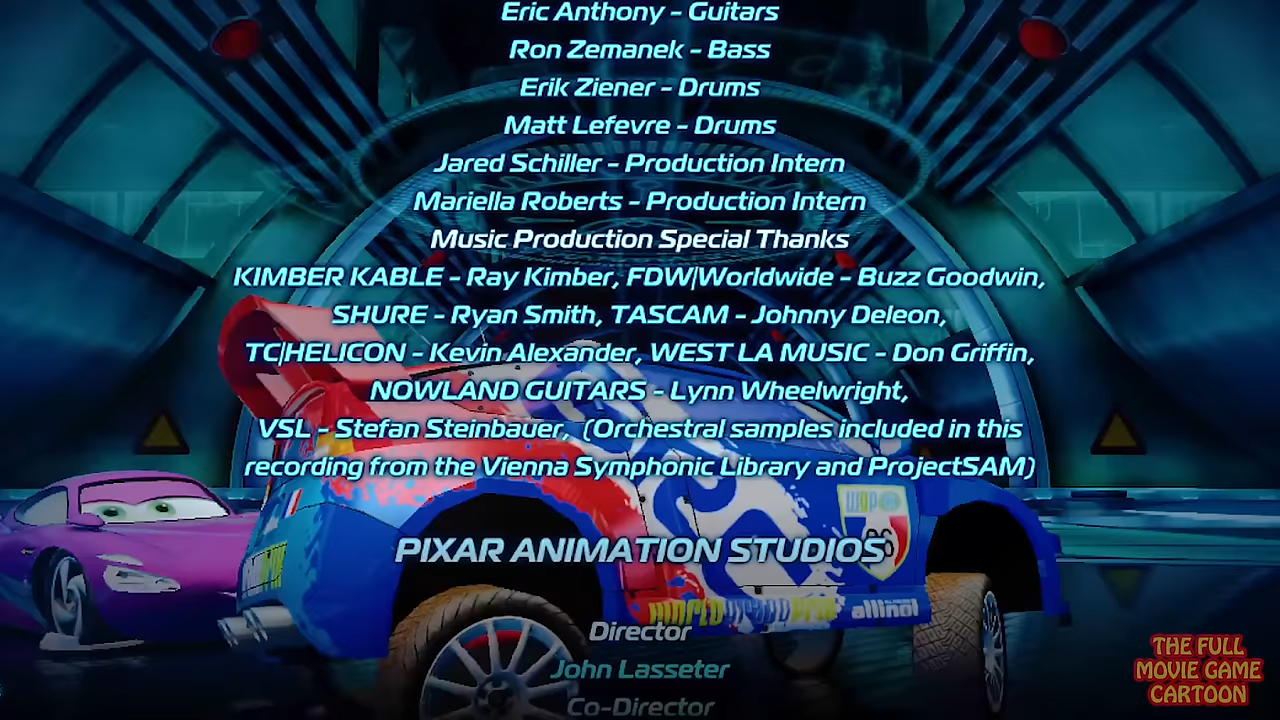 Eric Anthony - Guitars
Ron Zemanek - Bass
Erik Ziener - Drums
Matt Lefevre - Drums
Jared Schiller - Production Intern
Mariella Roberts - Production Intern
Music Production Special Thanks
KIMBER KABLE - Ray Kimber, FDW|Worldwide - Buzz Goodwin,
SHURE - Ryan Smith, TASCAM - Johnny Deleon,
TC|HELICON - Kevin Alexander, WEST LA MUSIC - Don Griffin,
NOWLAND GUITARS - Lynn Wheelwright,
VSL - Stefan Steinbauer, (Orchestral samples included in this
recording from the Vienna Symphonic Library and ProjectSAM)
PIXAR ANIMATION STUDIOS
allinol
Director
John Lasseter
Co-Director
THE FULL
MOVIE GAME
CARTOON